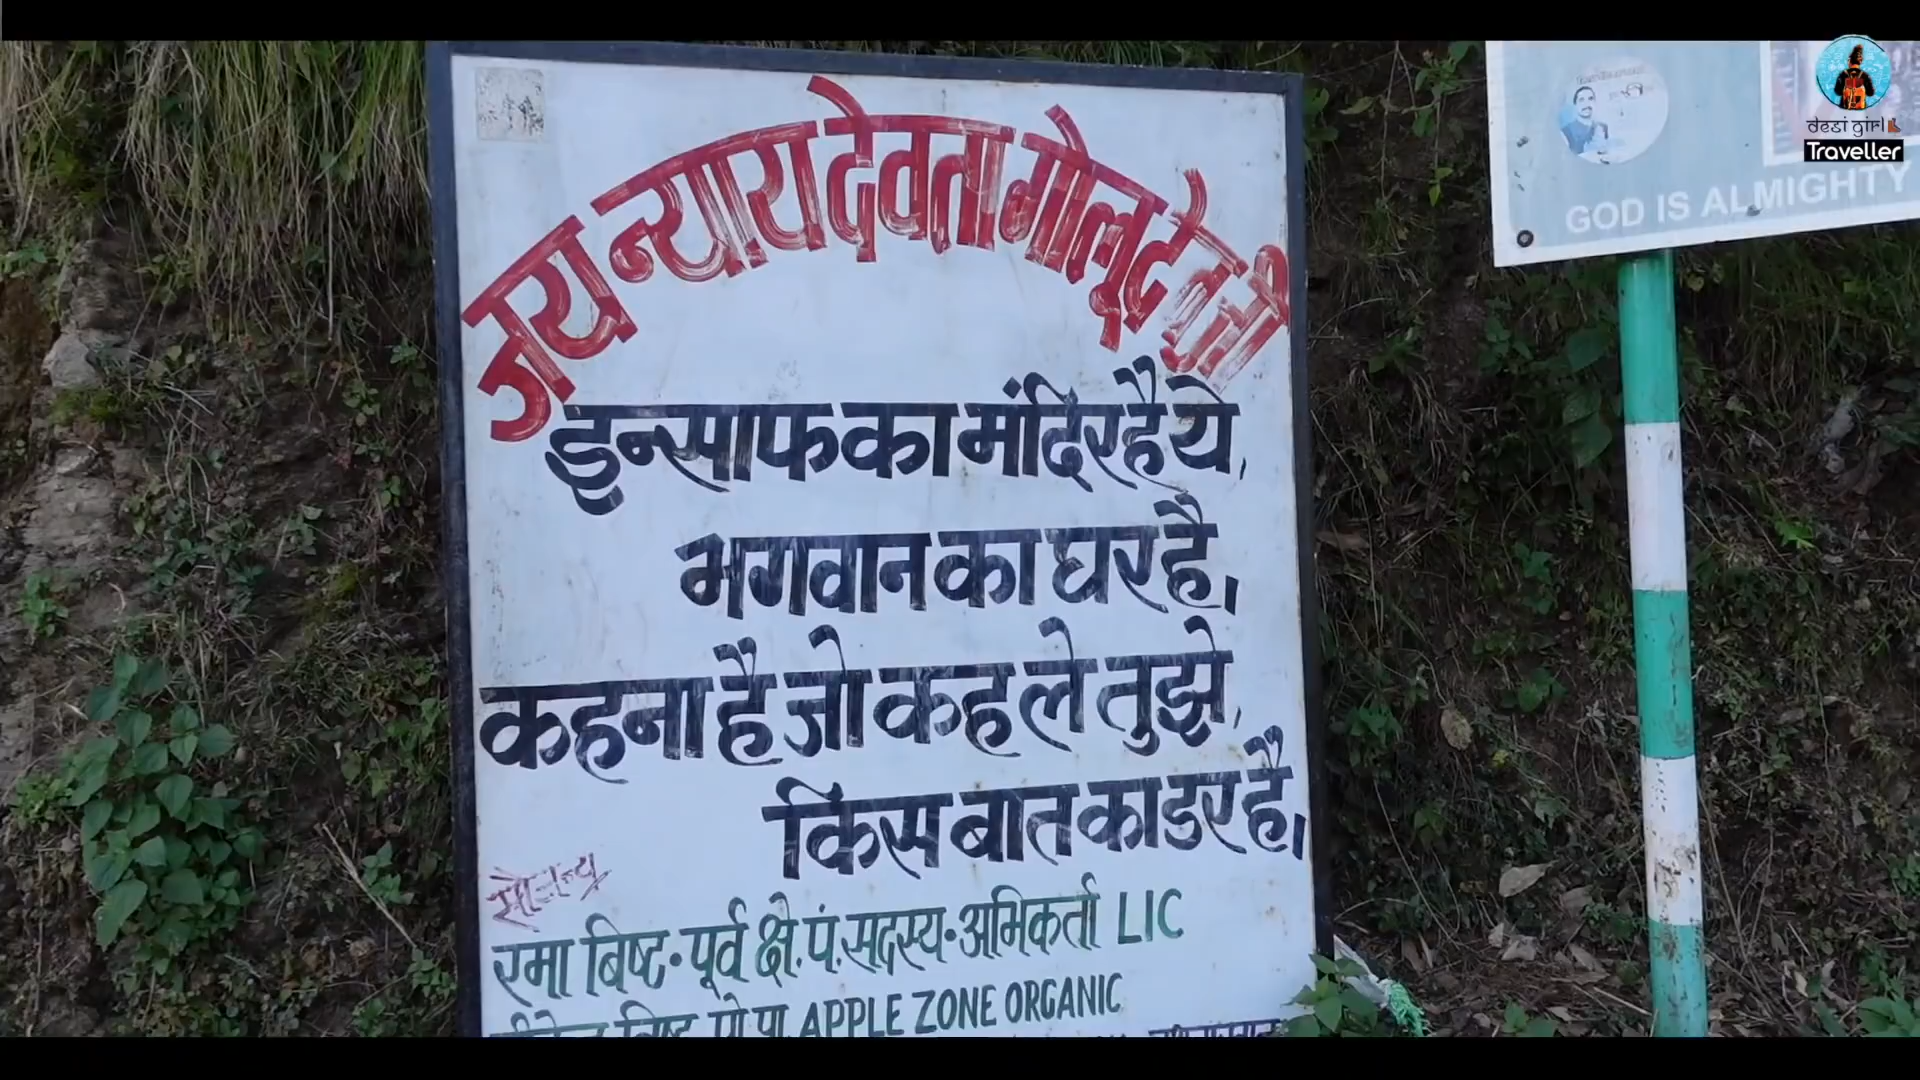 जय न्याय देवता गोलू देव जी
इन्साफ का मंदिर है ये,
भगवान का घर है।
कहना है जो कह ले तुझे,
किस बात का डर है।
सौजन्य
रमा बिष्ट - पूर्व क्षे. पं. सदस्य - अभिकर्ता LIC
बिष्ट प्रो. पा. APPLE ZONE ORGANIC
GOD IS ALMIGHTY
desi girl
Traveller